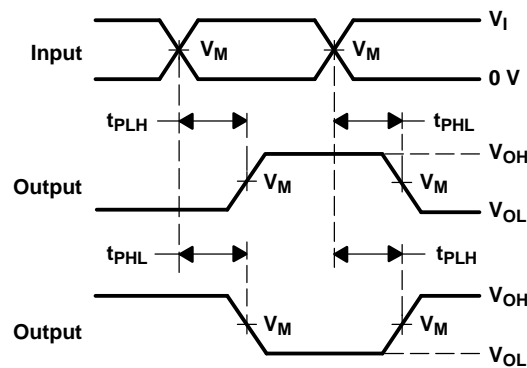 V_I
Input V_M V_M
0 V
t_PLH t_PHL
V_OH
Output V_M V_M
V_OL
t_PHL t_PLH
V_OH
Output V_M V_M
V_OL